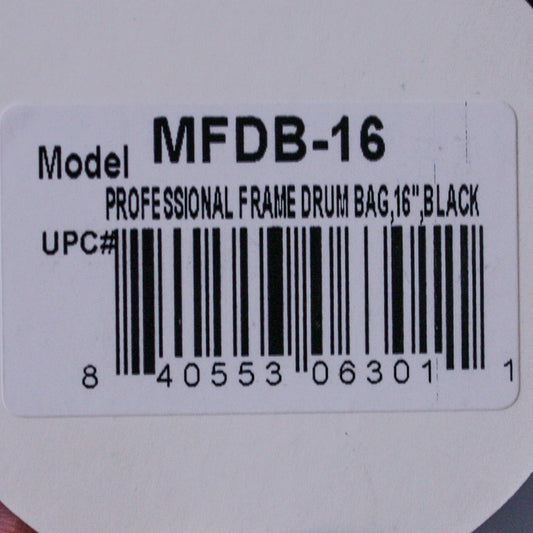 Model MFDB-16
PROFESSIONAL FRAME DRUM BAG,16",BLACK
UPC#
8 40553 06301 1